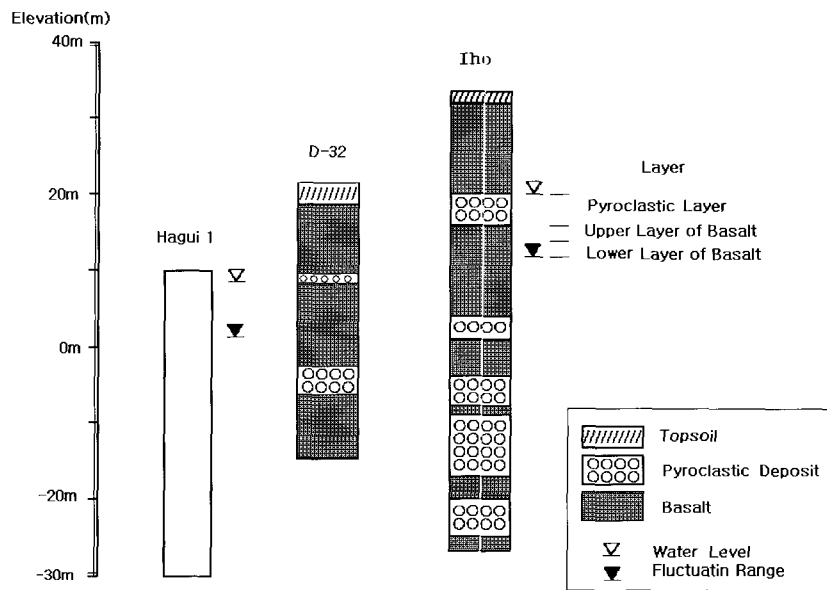 Elevation(m)
40m
20m
0m
-20m
-30m
Hagui 1
D-32
Iho
Layer
Pyroclastic Layer
Upper Layer of Basalt
Lower Layer of Basalt
Topsoil
Pyroclastic Deposit
Basalt
Water Level
Fluctuatin Range